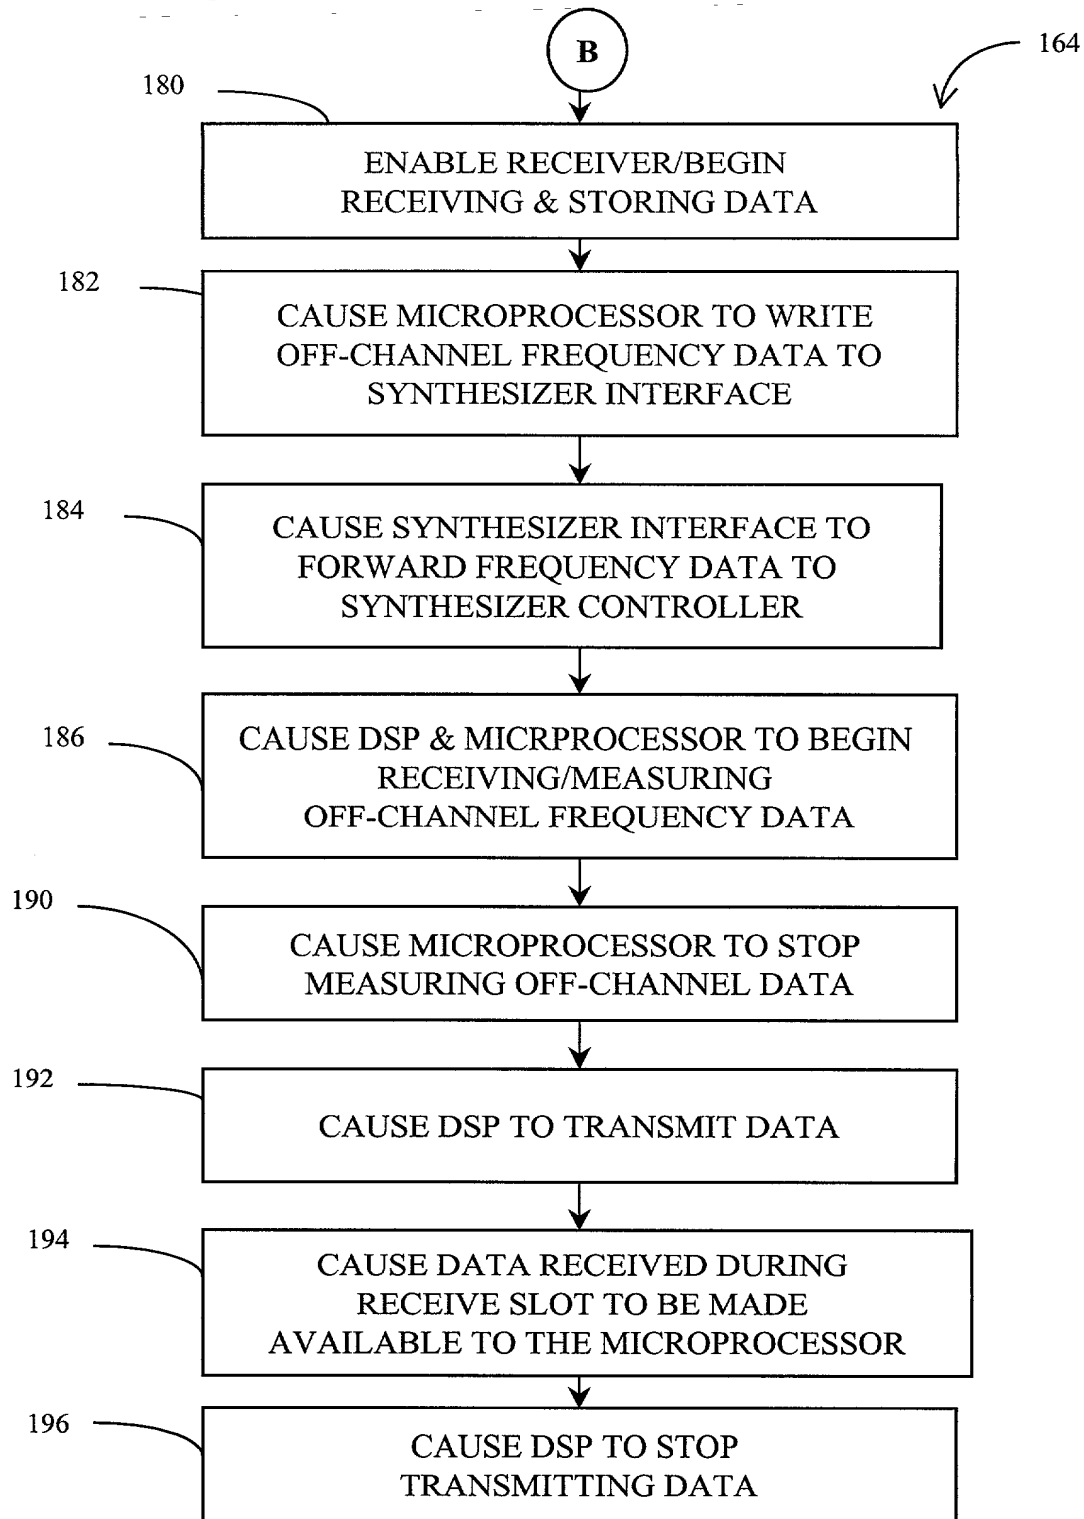 B
164
180
ENABLE RECEIVER/BEGIN
RECEIVING & STORING DATA
182
CAUSE MICROPROCESSOR TO WRITE
OFF-CHANNEL FREQUENCY DATA TO
SYNTHESIZER INTERFACE
184
CAUSE SYNTHESIZER INTERFACE TO
FORWARD FREQUENCY DATA TO
SYNTHESIZER CONTROLLER
186
CAUSE DSP & MICRPROCESSOR TO BEGIN
RECEIVING/MEASURING
OFF-CHANNEL FREQUENCY DATA
190
CAUSE MICROPROCESSOR TO STOP
MEASURING OFF-CHANNEL DATA
192
CAUSE DSP TO TRANSMIT DATA
194
CAUSE DATA RECEIVED DURING
RECEIVE SLOT TO BE MADE
AVAILABLE TO THE MICROPROCESSOR
196
CAUSE DSP TO STOP
TRANSMITTING DATA